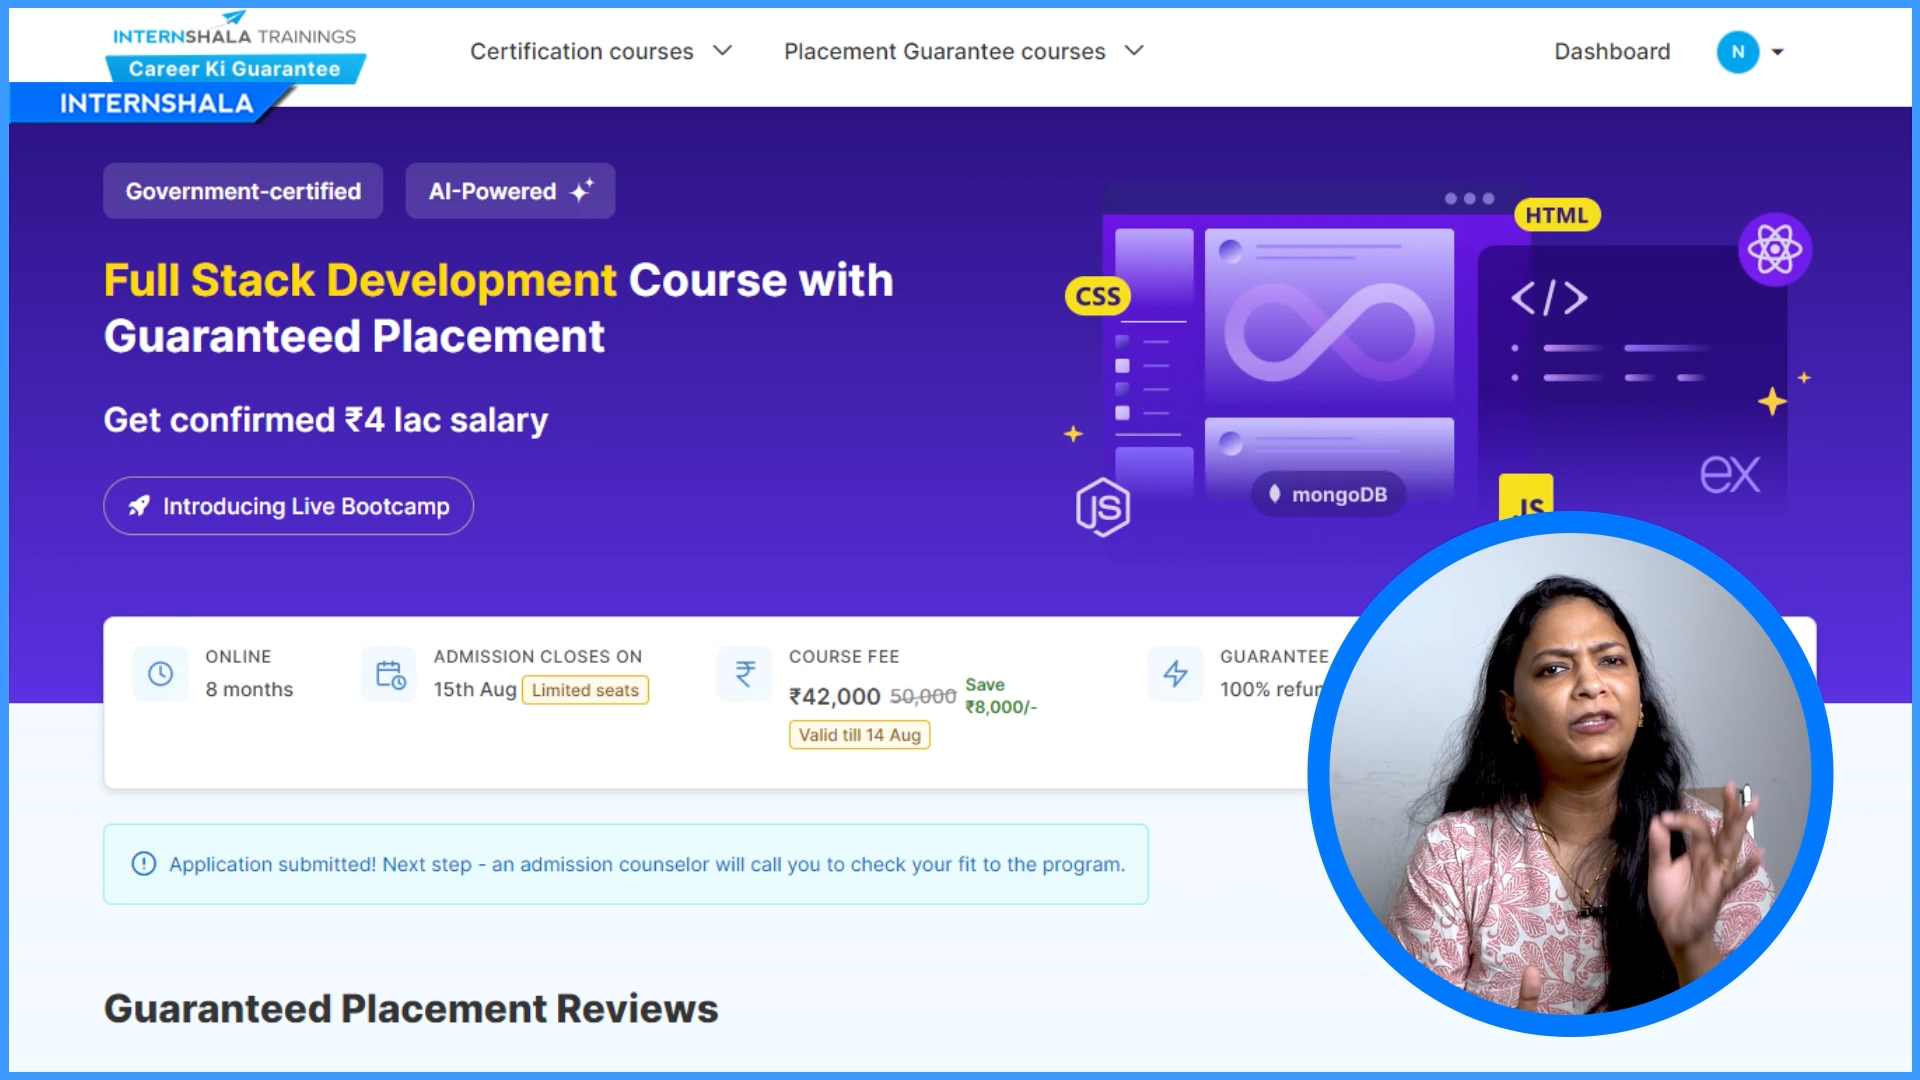 INTERNSHALA TRAININGS
Career Ki Guarantee
INTERNSHALA
Certification courses
Placement Guarantee courses
Dashboard
N
Government-certified
AI-Powered
Full Stack Development Course with
Guaranteed Placement
Get confirmed ₹4 lac salary
Introducing Live Bootcamp
HTML
CSS
</>
JS
mongoDB
JS
ex
ONLINE
8 months
ADMISSION CLOSES ON
15th Aug Limited seats
COURSE FEE
₹42,000 50,000 Save ₹8,000/-
Valid till 14 Aug
GUARANTEE
100%
Application submitted! Next step - an admission counselor will call you to check your fit to the program.
Guaranteed Placement Reviews